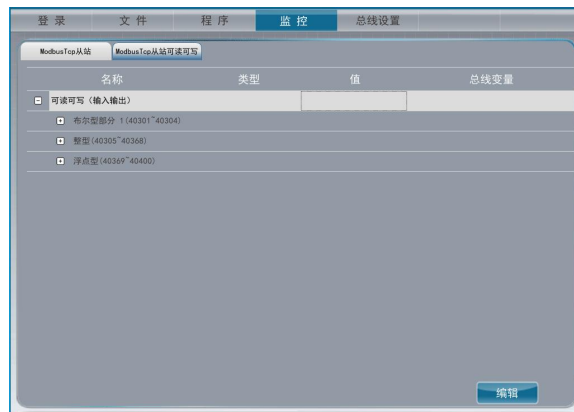 登录 文件 程序 监控 总线设置
ModbusTcp从站 ModbusTcp从站可读可写
名称 类型 值 总线变量
可读可写（输入输出）
布尔型部分 1(40301~40304)
整型(40305~40368)
浮点型(40369~40400)
编辑